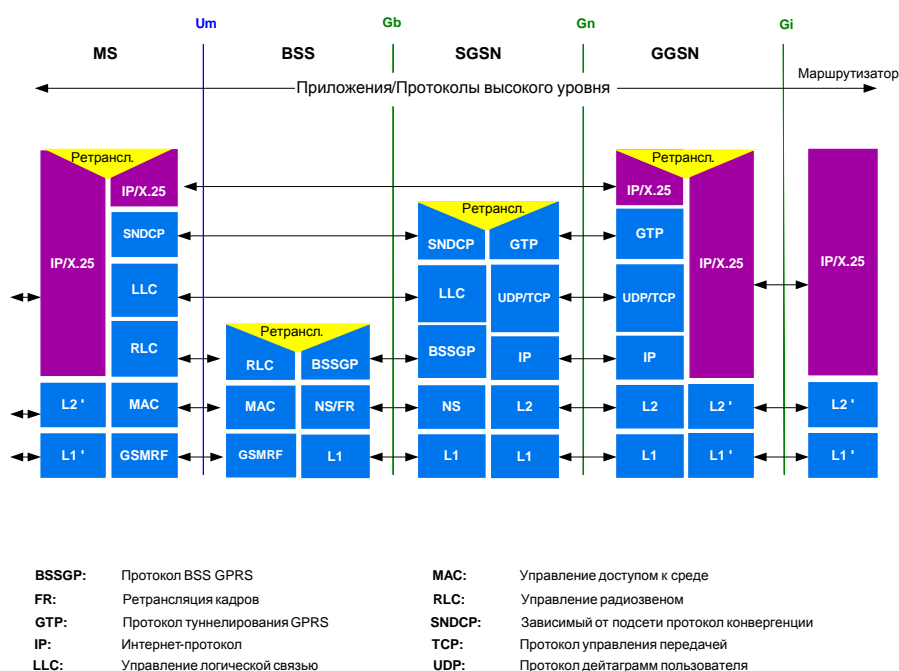 Um Gb Gn Gi
MS BSS SGSN GGSN
Маршрутизатор
Приложения/Протоколы высокого уровня
Ретрансл. Ретрансл.
IP/X.25 IP/X.25
Ретрансл.
SNDCP SNDCP GTP GTP
IP/X.25 IP/X.25 IP/X.25
LLC LLC UDP/TCP UDP/TCP
Ретрансл.
RLC RLC BSSGP BSSGP IP IP
L2 ' MAC MAC NS/FR NS L2 L2 L2 ' L2 '
L1 ' GSMRF GSMRF L1 L1 L1 L1 L1 ' L1 '
BSSGP: Протокол BSS GPRS MAC: Управление доступом к среде
FR: Ретрансляция кадров RLC: Управление радиозвеном
GTP: Протокол туннелирования GPRS SNDCP: Зависимый от подсети протокол конвергенции
IP: Интернет-протокол TCP: Протокол управления передачей
LLC: Управление логической связью UDP: Протокол дейтаграмм пользователя